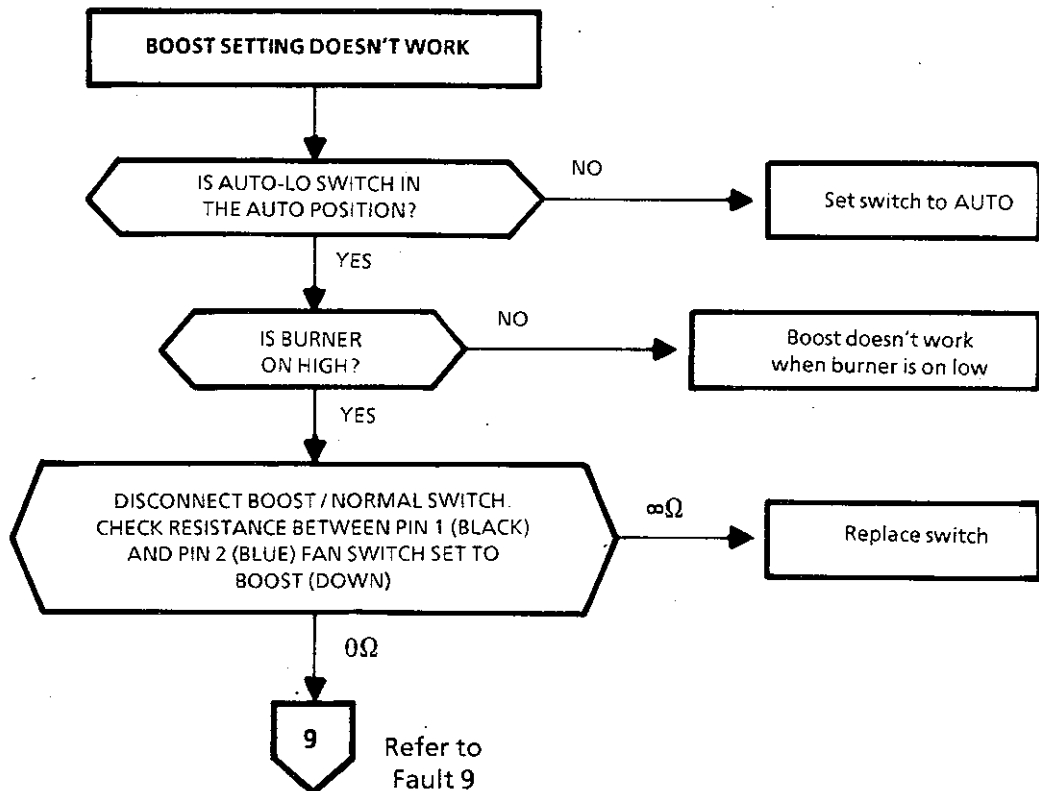 BOOST SETTING DOESN'T WORK
IS AUTO-LO SWITCH IN
THE AUTO POSITION?
NO
Set switch to AUTO
YES
IS BURNER
ON HIGH?
NO
Boost doesn't work
when burner is on low
YES
DISCONNECT BOOST / NORMAL SWITCH.
CHECK RESISTANCE BETWEEN PIN 1 (BLACK)
AND PIN 2 (BLUE) FAN SWITCH SET TO
BOOST (DOWN)
∞Ω
Replace switch
0Ω
9
Refer to
Fault 9